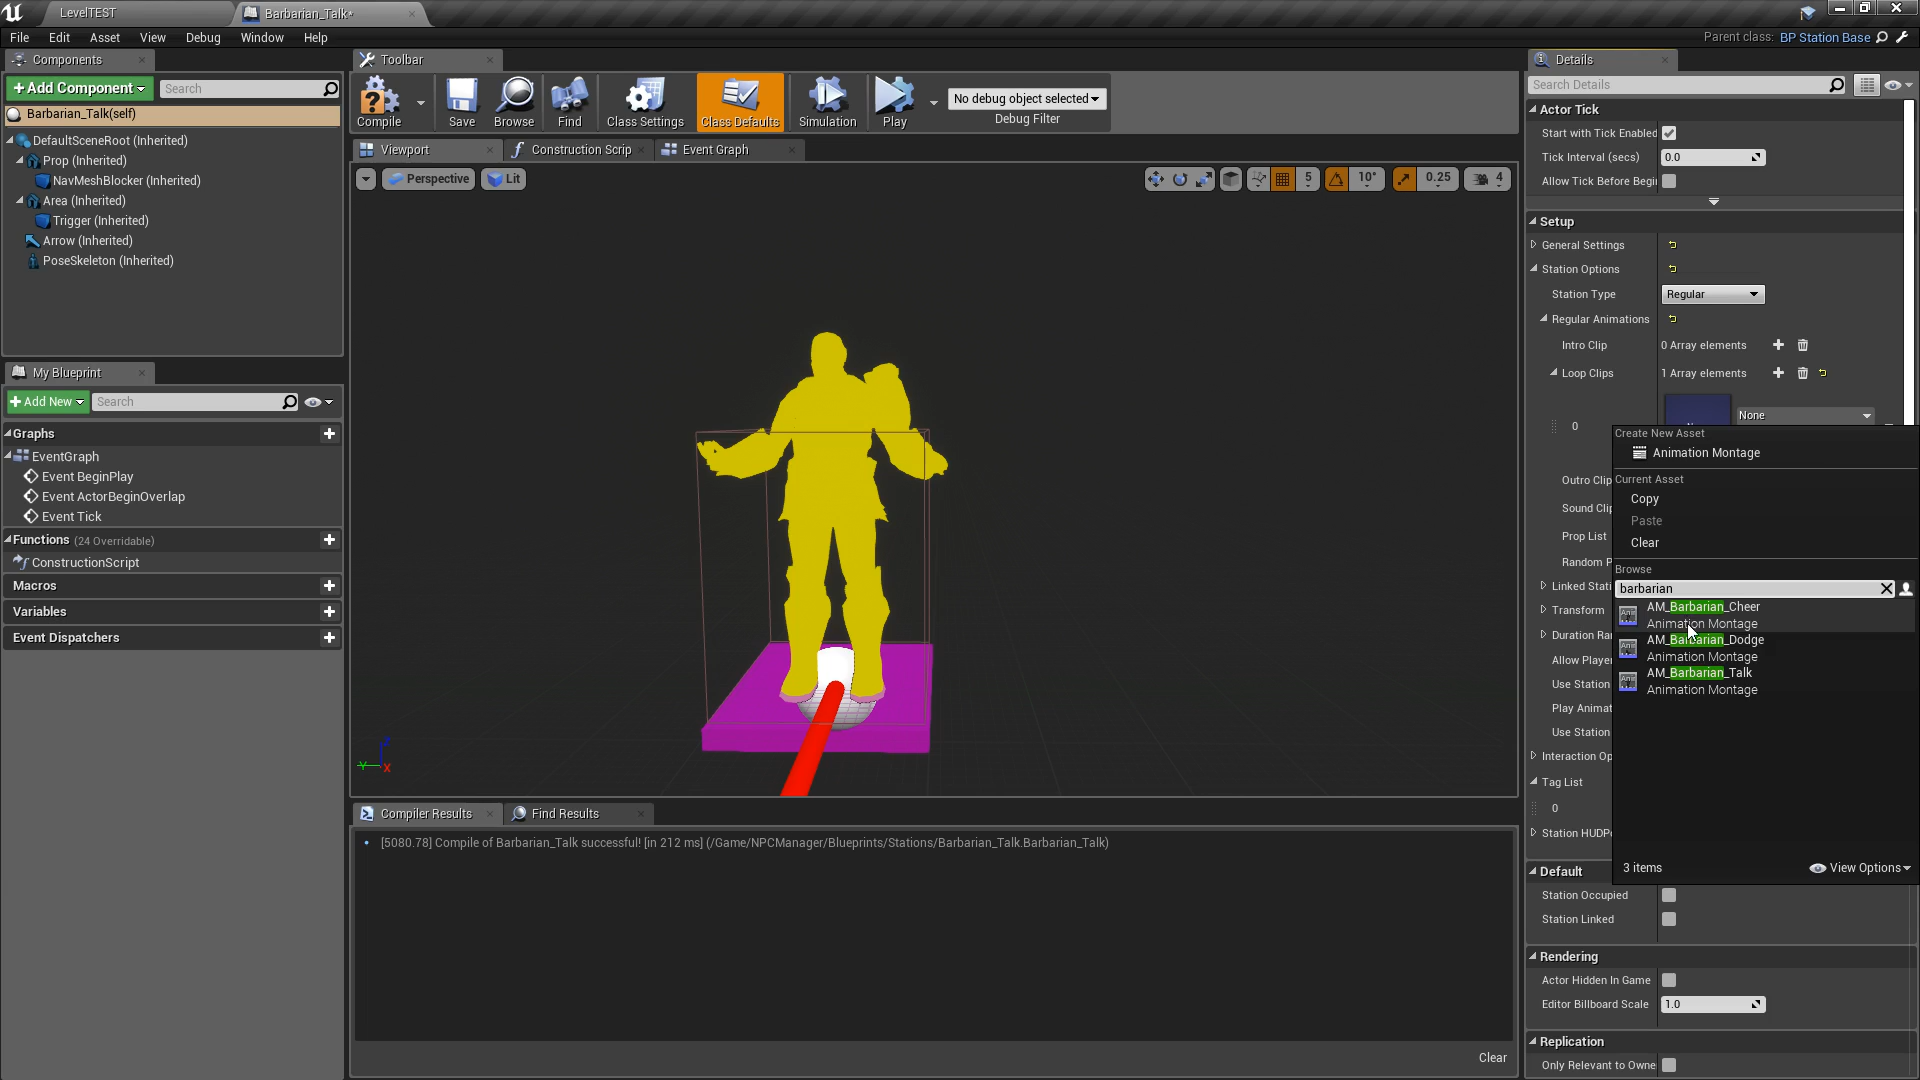 LevelTEST
Barbarian_Talk*
File Edit Asset View Debug Window Help
Parent class: BP Station Base
Components
Add Component
Search
Barbarian_Talk(self)
DefaultSceneRoot (Inherited)
Prop (Inherited)
NavMeshBlocker (Inherited)
Area (Inherited)
Trigger (Inherited)
Arrow (Inherited)
PoseSkeleton (Inherited)
My Blueprint
Add New
Search
Graphs
EventGraph
Event BeginPlay
Event ActorBeginOverlap
Event Tick
Functions (24 Overridable)
ConstructionScript
Macros
Variables
Event Dispatchers
Toolbar
Compile
Save
Browse
Find
Class Settings
Class Defaults
Simulation
Play
No debug object selected
Debug Filter
Viewport
Construction Scrip
Event Graph
Perspective
Lit
5
10°
0.25
4
Y
X
Compiler Results
Find Results
[5080.78] Compile of Barbarian_Talk successful! [in 212 ms] (/Game/NPCManager/Blueprints/Stations/Barbarian_Talk.Barbarian_Talk)
Clear
Details
Search Details
Actor Tick
Start with Tick Enabled
Tick Interval (secs) 0.0
Allow Tick Before Begin
Setup
General Settings
Station Options
Station Type Regular
Regular Animations
Intro Clip 0 Array elements
Loop Clips 1 Array elements
0 None
Outro Clip
Sound Clip
Prop List
Random P
Linked Stati
Transform
Duration Ra
Allow Player
Use Station
Play Animat
Use Station
Interaction Op
Tag List
0
Station HUDPo
Create New Asset
Animation Montage
Current Asset
Copy
Paste
Clear
Browse
barbarian
AM_Barbarian_Cheer
Animation Montage
AM_Barbarian_Dodge
Animation Montage
AM_Barbarian_Talk
Animation Montage
3 items
View Options
Default
Station Occupied
Station Linked
Rendering
Actor Hidden In Game
Editor Billboard Scale 1.0
Replication
Only Relevant to Owne